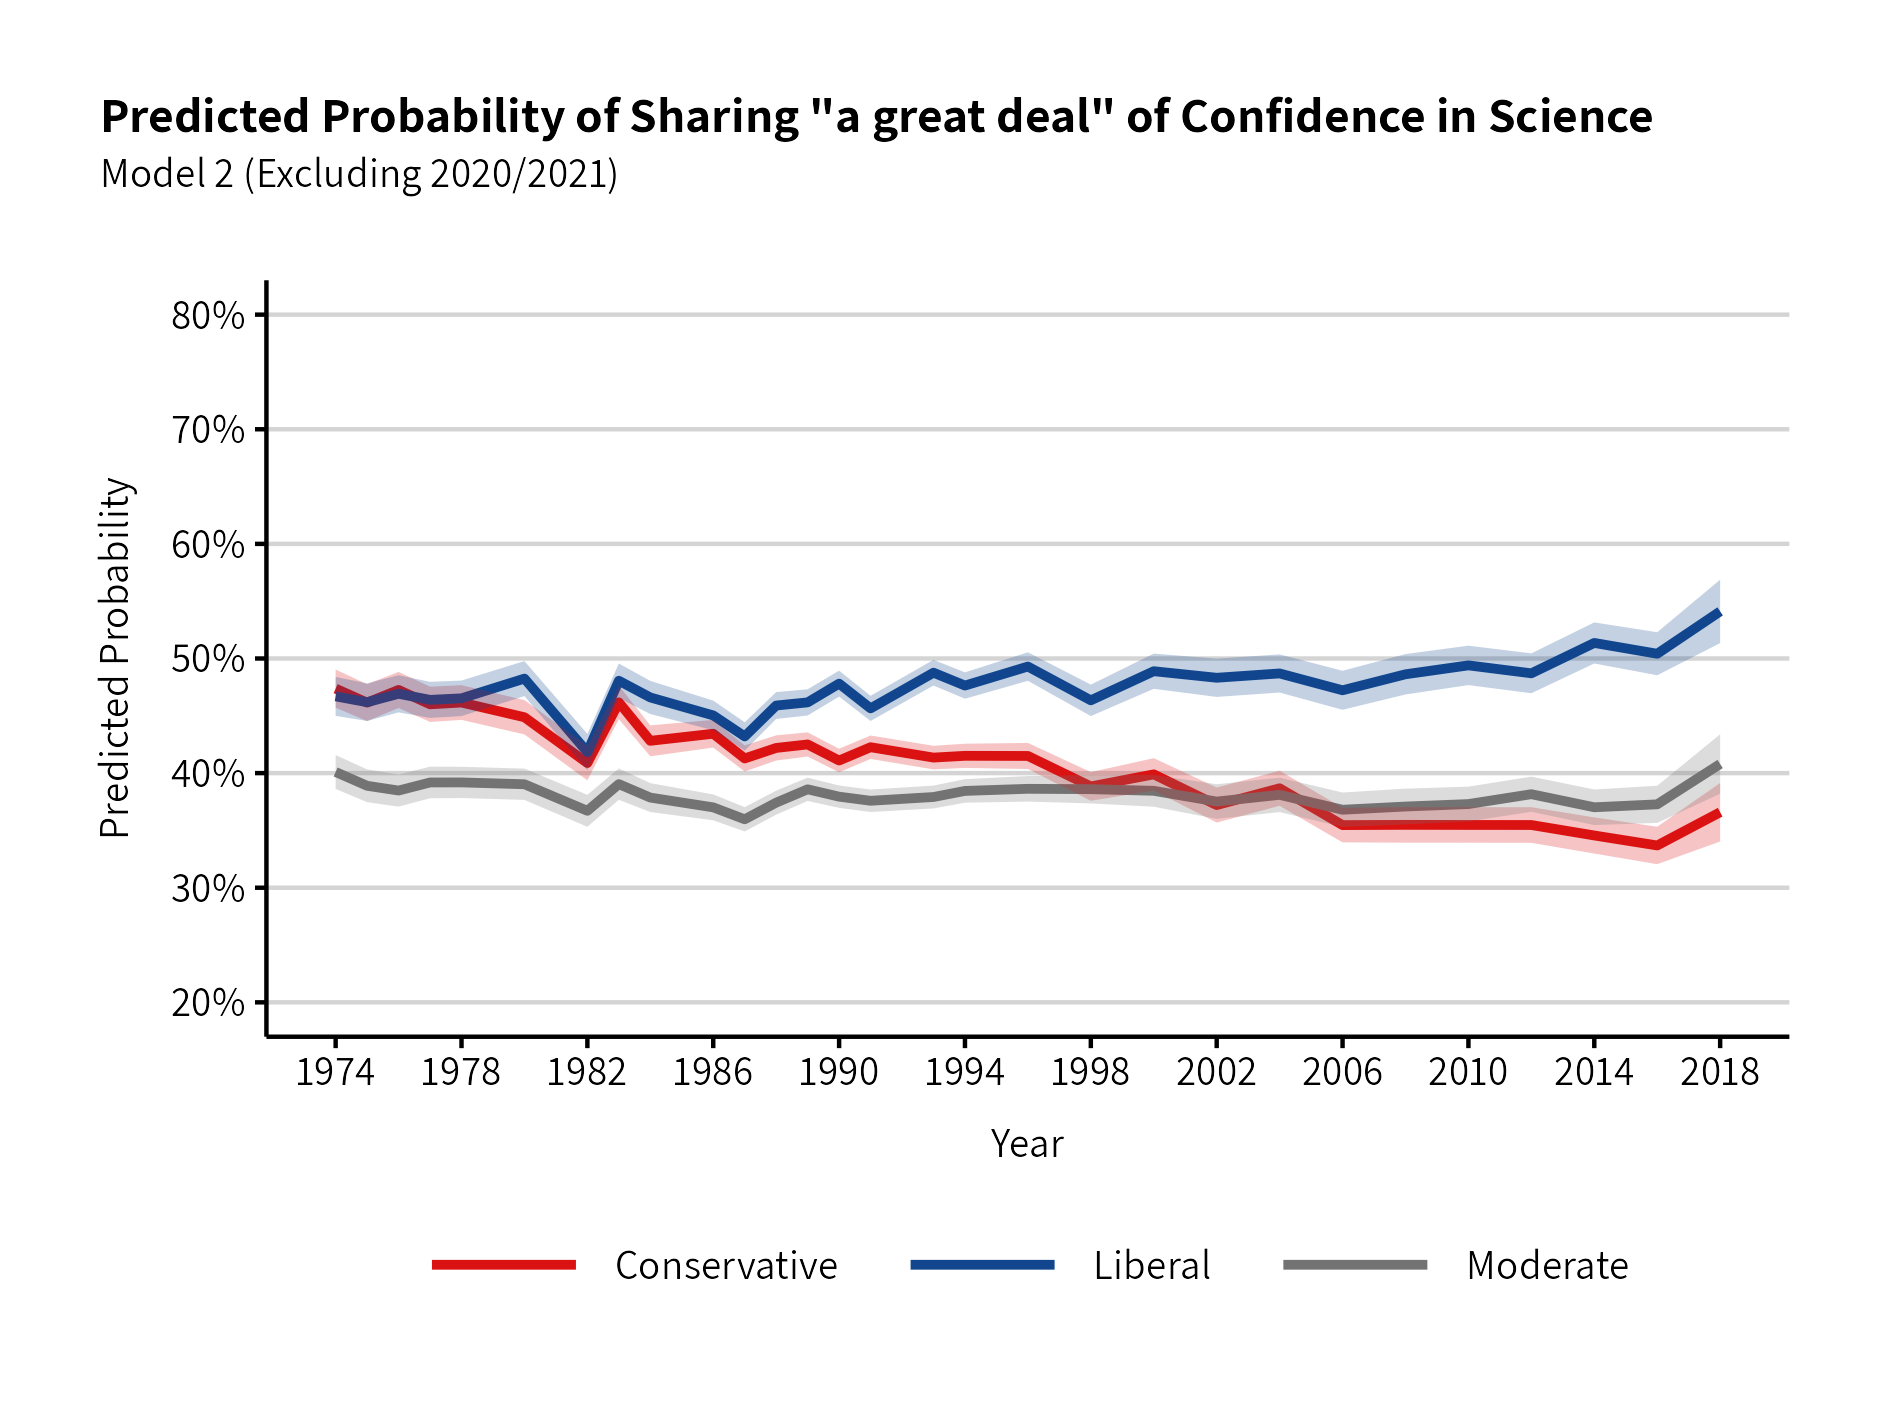 Predicted Probability of Sharing "a great deal" of Confidence in Science
Model 2 (Excluding 2020/2021)
Predicted Probability
80%
70%
60%
50%
40%
30%
20%
1974 1978 1982 1986 1990 1994 1998 2002 2006 2010 2014 2018
Year
Conservative Liberal Moderate